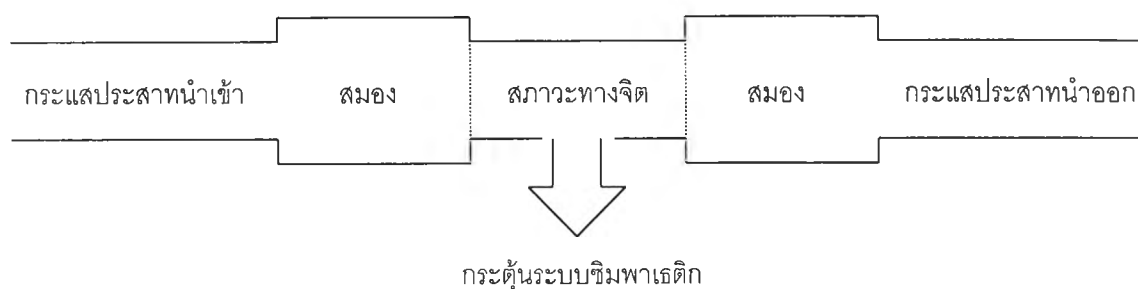 กระแสประสาทนำเข้า สมอง สภาวะทางจิต สมอง กระแสประสาทนำออก
กระตุ้นระบบซิมพาเธติก